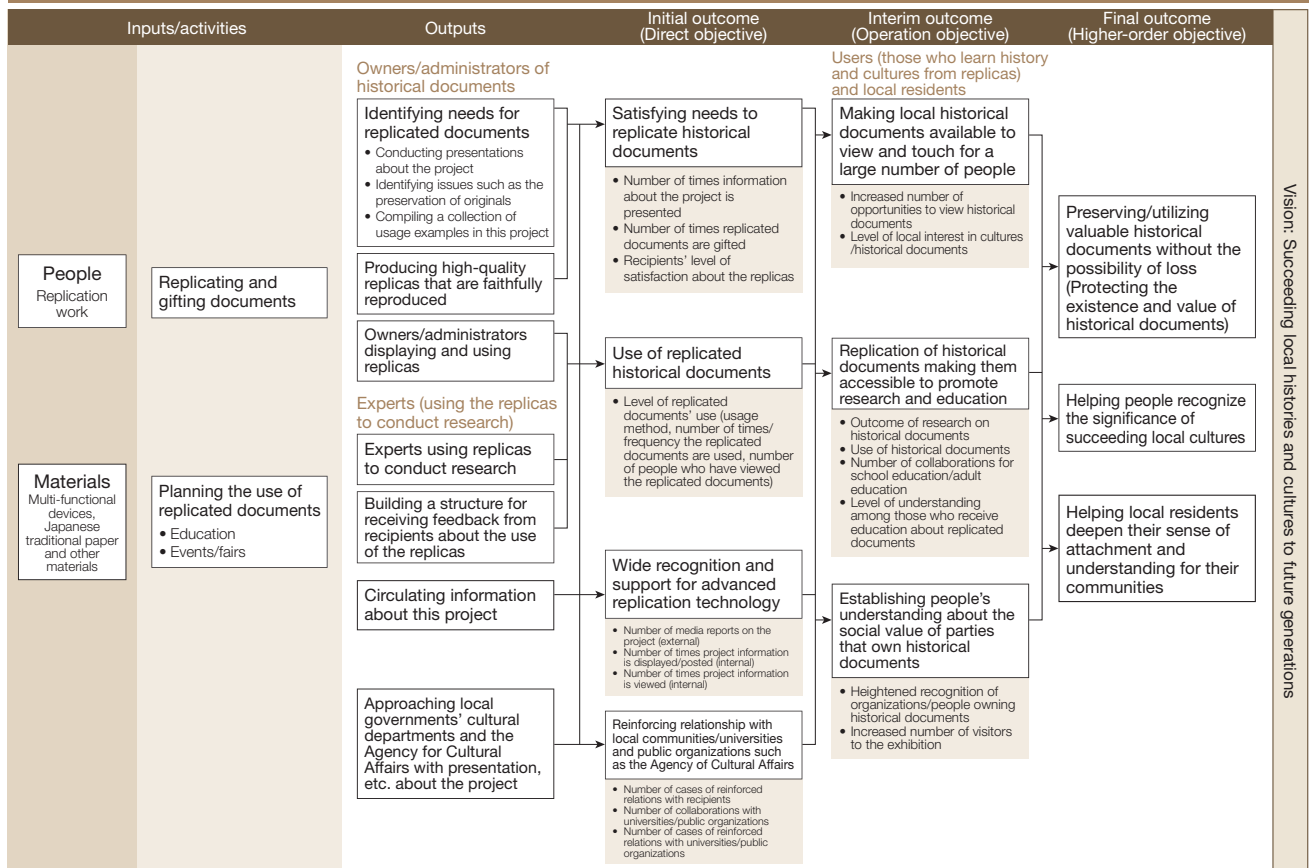 Inputs/activities
Outputs
Initial outcome
(Direct objective)
Interim outcome
(Operation objective)
Final outcome
(Higher-order objective)
People
Replication
work
Materials
Multi-functional
devices,
Japanese
traditional paper
and other
materials
Replicating and
gifting documents
Planning the use of
replicated documents
• Education
• Events/fairs
Owners/administrators of
historical documents
Identifying needs for
replicated documents
• Conducting presentations
about the project
• Identifying issues such as the
preservation of originals
• Compiling a collection of
usage examples in this project
Producing high-quality
replicas that are faithfully
reproduced
Owners/administrators
displaying and using
replicas
Experts (using the replicas
to conduct research)
Experts using replicas
to conduct research
Building a structure for
receiving feedback from
recipients about the use
of the replicas
Circulating information
about this project
Approaching local
governments' cultural
departments and the
Agency for Cultural
Affairs with presentation,
etc. about the project
Satisfying needs to
replicate historical
documents
• Number of times information
about the project is
presented
• Number of times replicated
documents are gifted
• Recipients' level of
satisfaction about the replicas
Use of replicated
historical documents
• Level of replicated
documents' use (usage
method, number of times/
frequency the replicated
documents are used, number
of people who have viewed
the replicated documents)
Wide recognition and
support for advanced
replication technology
• Number of media reports on the
project (external)
• Number of times project information
is displayed/posted (internal)
• Number of times project information
is viewed (internal)
Reinforcing relationship with
local communities/universities
and public organizations such
as the Agency of Cultural Affairs
• Number of cases of reinforced
relations with recipients
• Number of collaborations with
universities/public organizations
• Number of cases of reinforced
relations with universities/public
organizations
Users (those who learn history
and cultures from replicas)
and local residents
Making local historical
documents available to
view and touch for a
large number of people
• Increased number of
opportunities to view historical
documents
• Level of local interest in cultures
/historical documents
Replication of historical
documents making them
accessible to promote
research and education
• Outcome of research on
historical documents
• Use of historical documents
• Number of collaborations for
school education/adult
education
• Level of understanding
among those who receive
education about replicated
documents
Establishing people's
understanding about the
social value of parties
that own historical
documents
• Heightened recognition of
organizations/people owning
historical documents
• Increased number of visitors
to the exhibition
Preserving/utilizing
valuable historical
documents without the
possibility of loss
(Protecting the
existence and value of
historical documents)
Helping people recognize
the significance of
succeeding local cultures
Helping local residents
deepen their sense of
attachment and
understanding for their
communities
Vision: Succeeding local histories and cultures to future generations